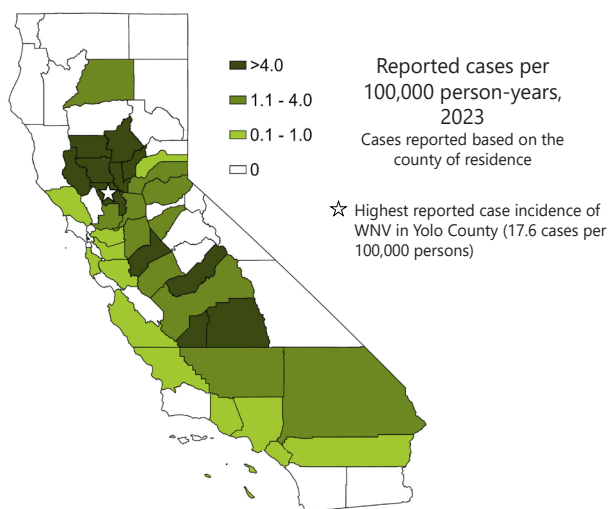 >4.0
1.1 - 4.0
0.1 - 1.0
0
Reported cases per
100,000 person-years,
2023
Cases reported based on the
county of residence
Highest reported case incidence of
WNV in Yolo County (17.6 cases per
100,000 persons)